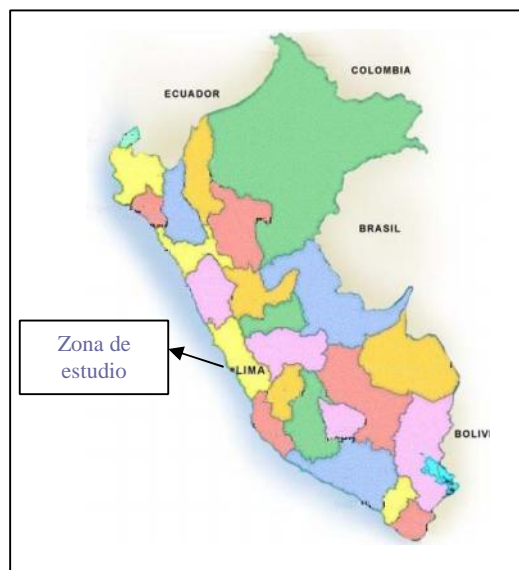 COLOMBIA
ECUADOR
BRASIL
Zona de
estudio
LIMA
BOLIVI